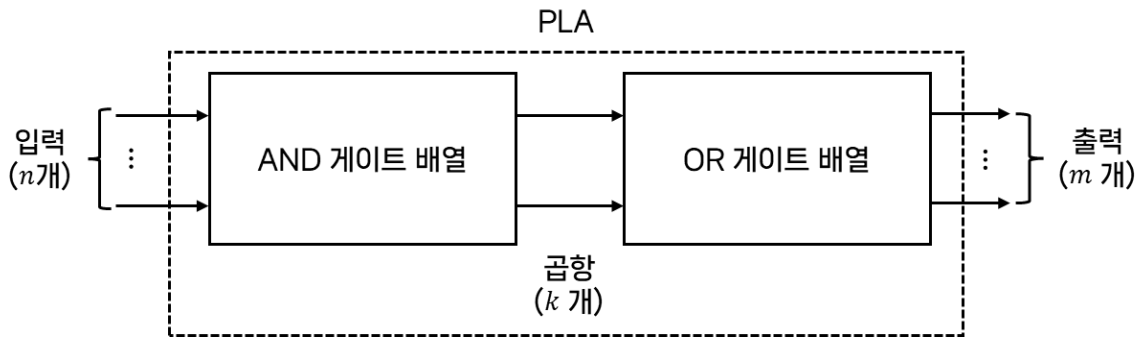 PLA
입력
(n개)
⋮
AND 게이트 배열
곱항
(k 개)
OR 게이트 배열
⋮
출력
(m 개)